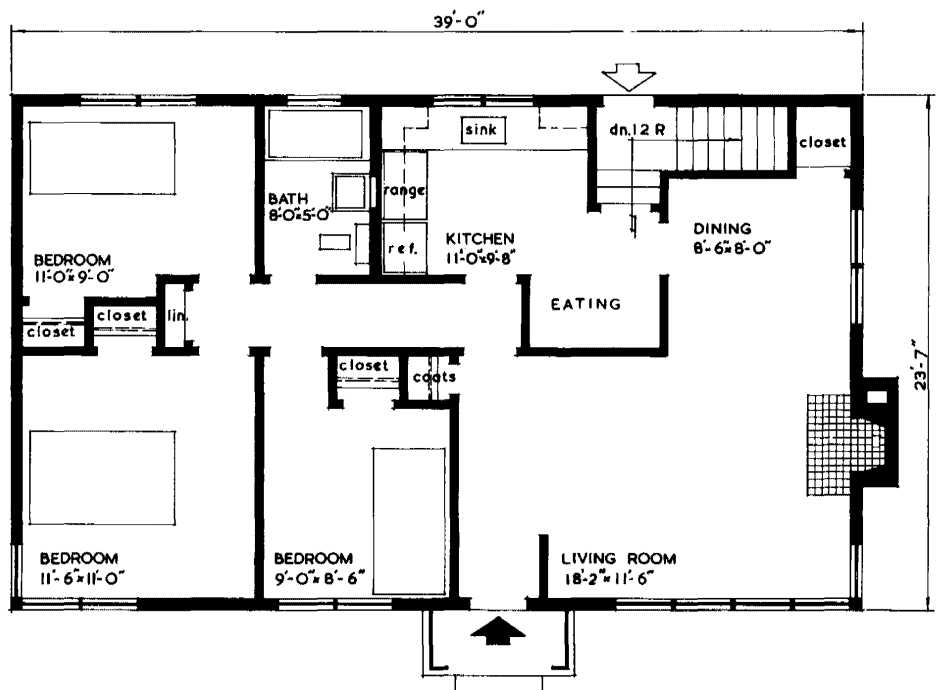 39'-0"
dn.12 R
closet
sink
range
ref.
BATH
8'-0"x5'-0"
KITCHEN
11'-0"x9'-8"
DINING
8'-6"x8'-0"
BEDROOM
11'-0"x9'-0"
EATING
closet
closet
lin.
closet
coats
23'-7"
BEDROOM
11'-6"x11'-0"
BEDROOM
9'-0"x8'-6"
LIVING ROOM
18'-2"x11'-6"